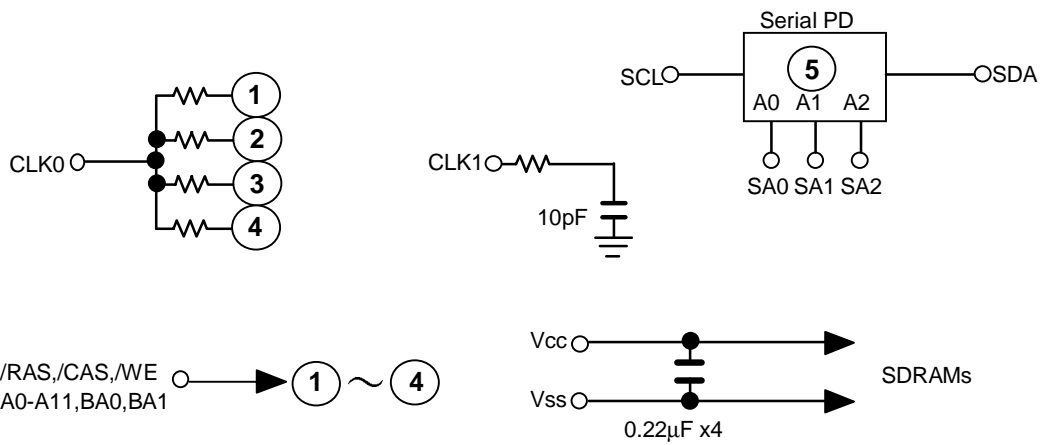 Serial PD
5
SCL
SDA
A0 A1 A2
SA0 SA1 SA2
CLK0
1
2
3
4
CLK1
10pF
/RAS,/CAS,/WE
A0-A11,BA0,BA1
1 ~ 4
Vcc
Vss
SDRAMs
0.22µF x4